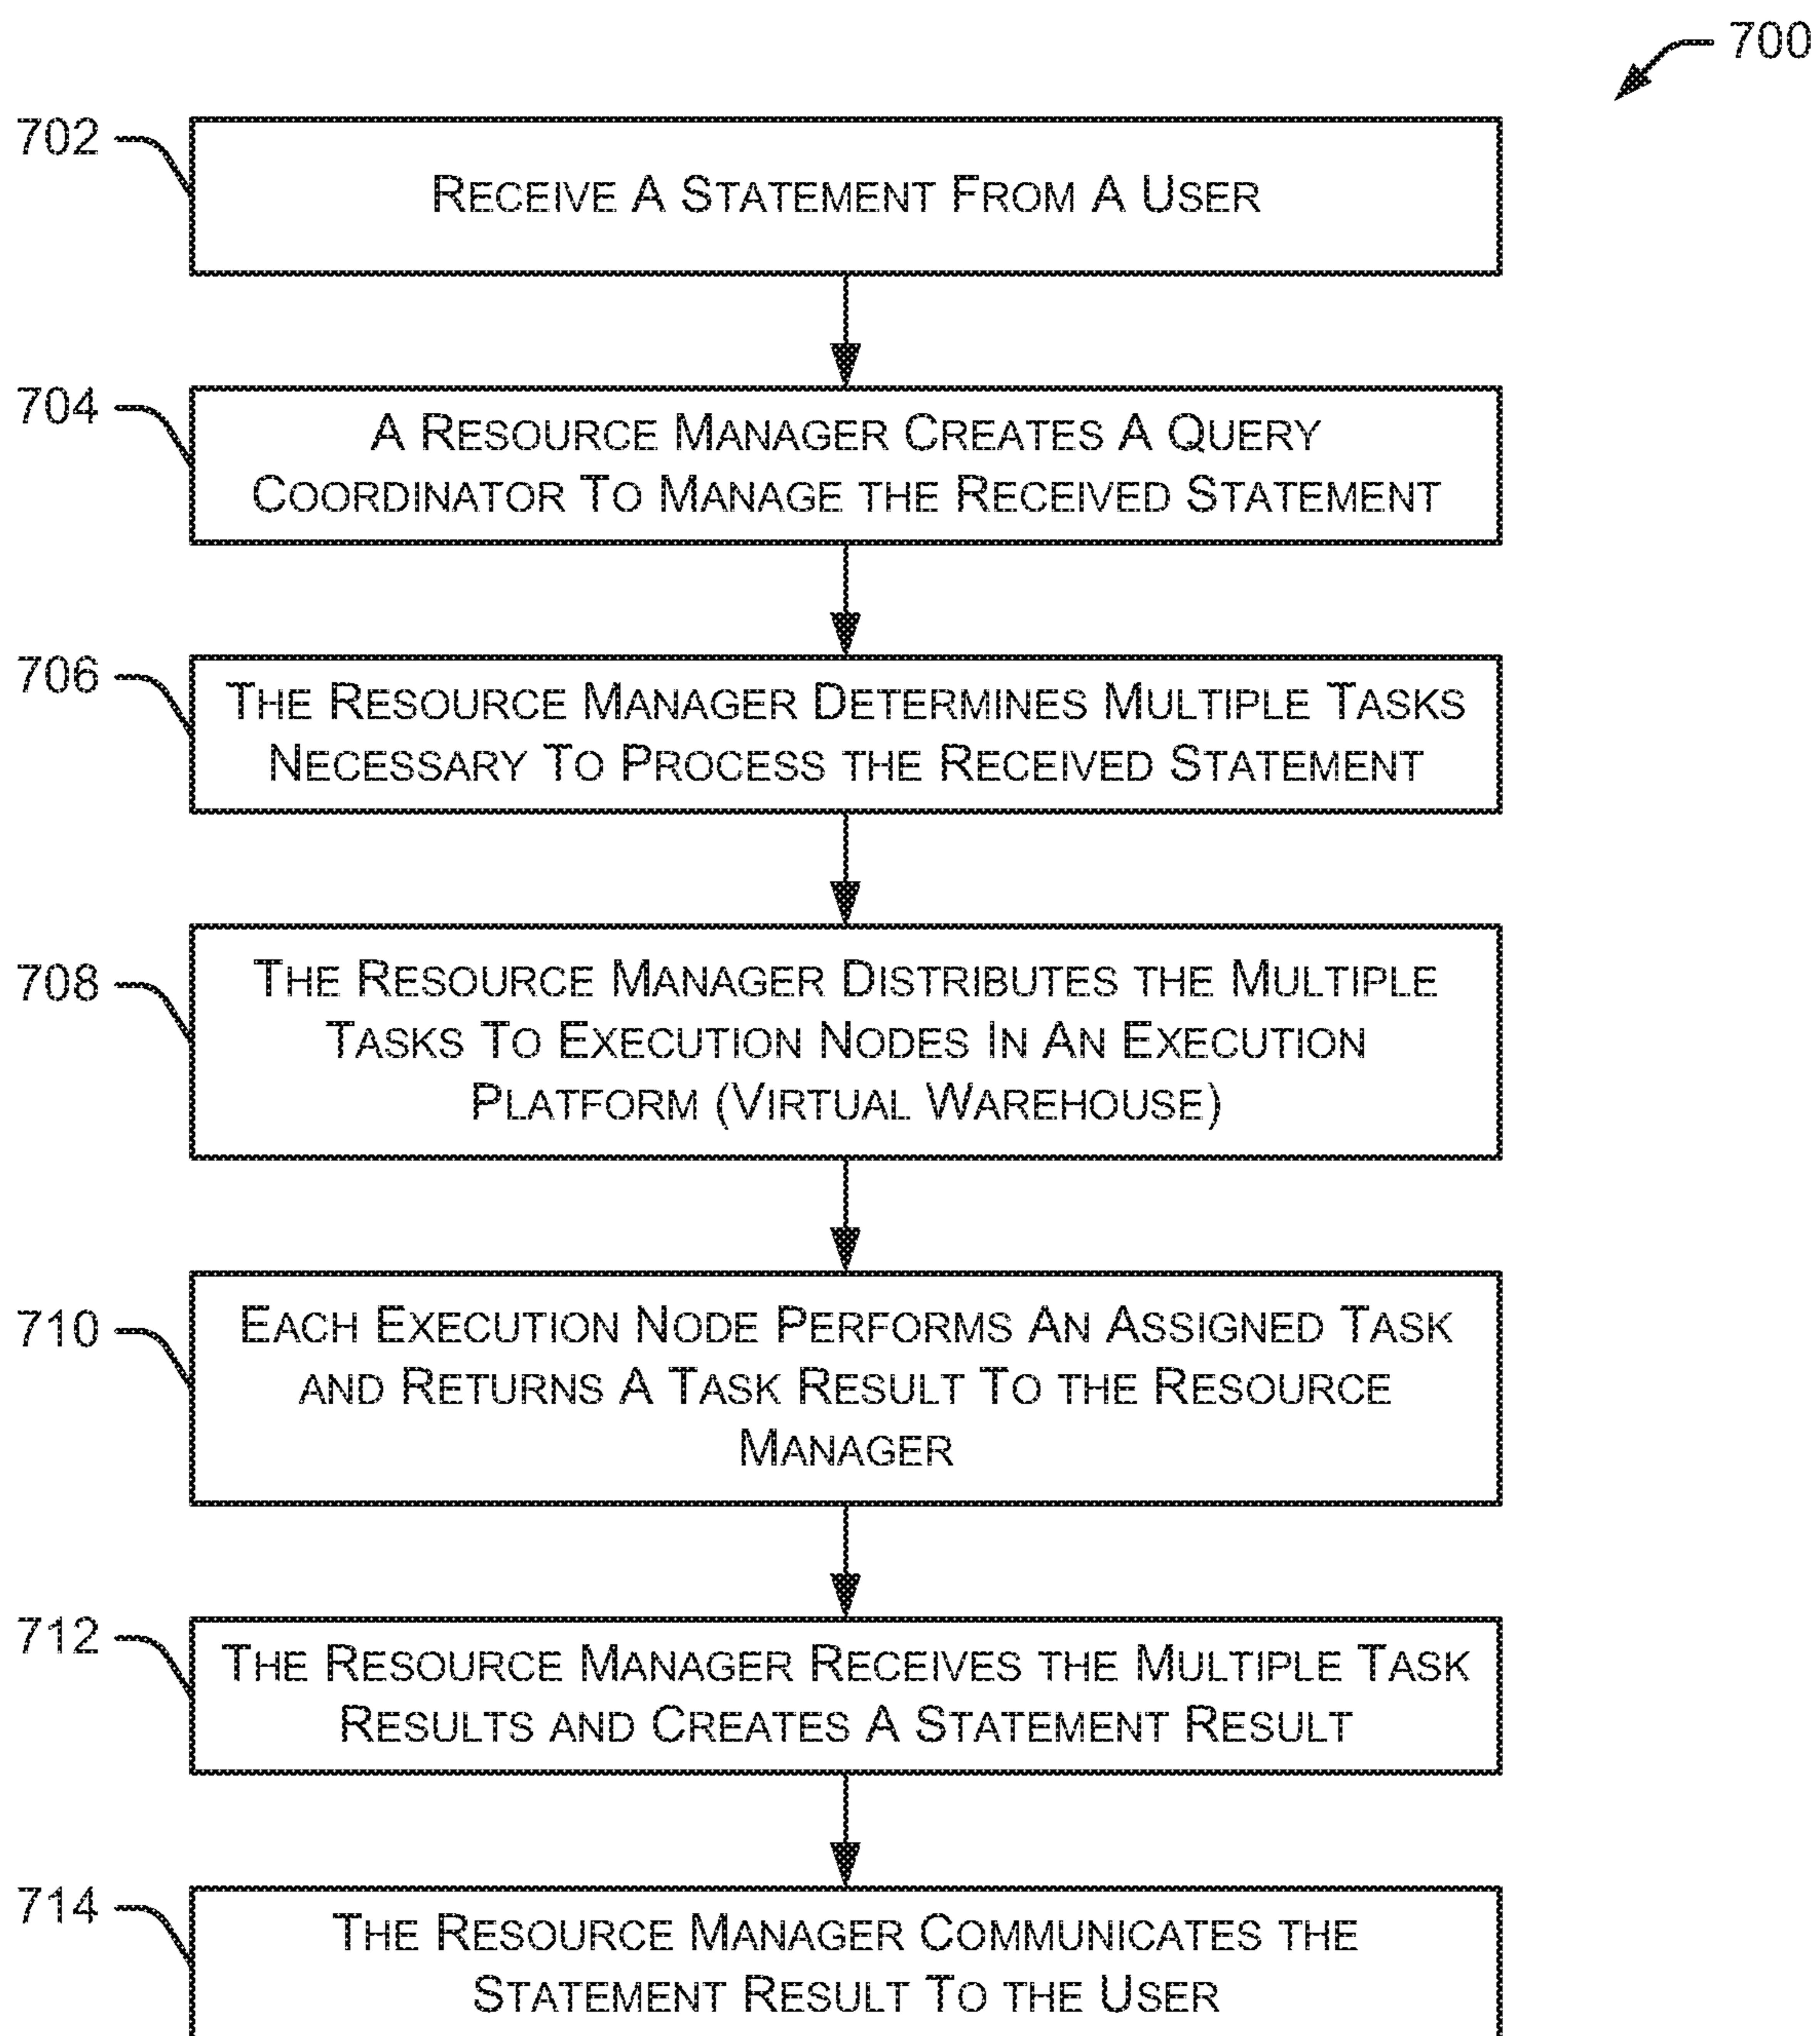 700
702
RECEIVE A STATEMENT FROM A USER
704
A RESOURCE MANAGER CREATES A QUERY
COORDINATOR TO MANAGE THE RECEIVED STATEMENT
706
THE RESOURCE MANAGER DETERMINES MULTIPLE TASKS
NECESSARY TO PROCESS THE RECEIVED STATEMENT
708
THE RESOURCE MANAGER DISTRIBUTES THE MULTIPLE
TASKS TO EXECUTION NODES IN AN EXECUTION
PLATFORM (VIRTUAL WAREHOUSE)
710
EACH EXECUTION NODE PERFORMS AN ASSIGNED TASK
AND RETURNS A TASK RESULT TO THE RESOURCE
MANAGER
712
THE RESOURCE MANAGER RECEIVES THE MULTIPLE TASK
RESULTS AND CREATES A STATEMENT RESULT
714
THE RESOURCE MANAGER COMMUNICATES THE
STATEMENT RESULT TO THE USER